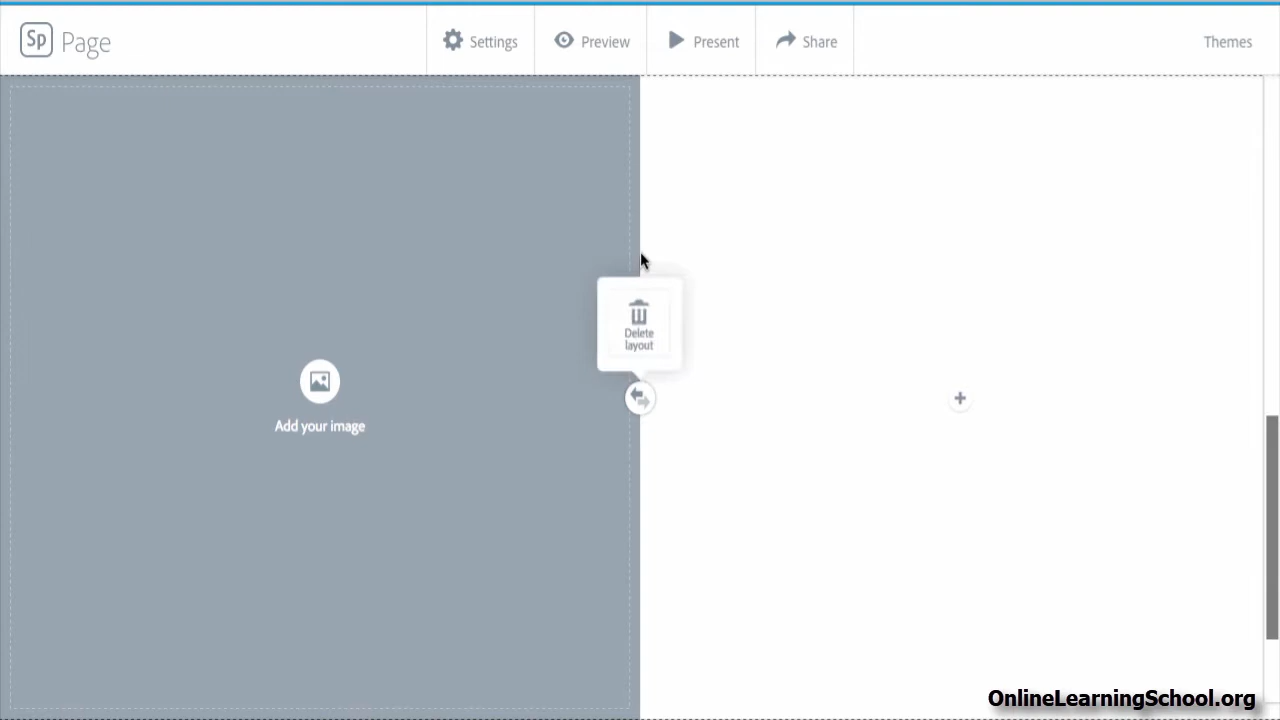 Sp Page
Settings
Preview
Present
Share
Themes
Delete
layout
Add your image
OnlineLearningSchool.org